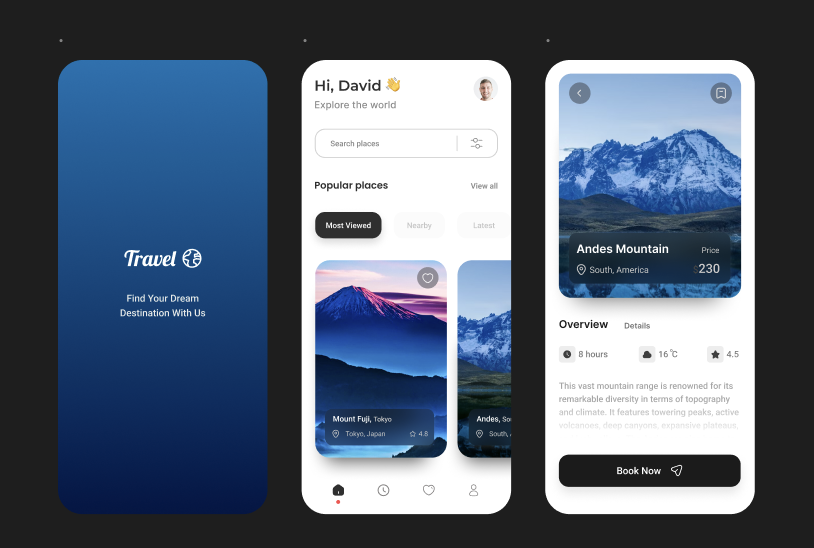 Travel
Find Your Dream
Destination With Us
Hi, David 👋
Explore the world
Search places
Popular places
View all
Most Viewed
Nearby
Latest
Mount Fuji, Tokyo
Tokyo, Japan
4.8
Andes,
South,
Andes Mountain
Price
South, America
$230
Overview
Details
8 hours
16 °C
4.5
This vast mountain range is renowned for its
remarkable diversity in terms of topography
and climate. It features towering peaks, active
volcanoes, deep canyons, expansive plateaus,
Book Now